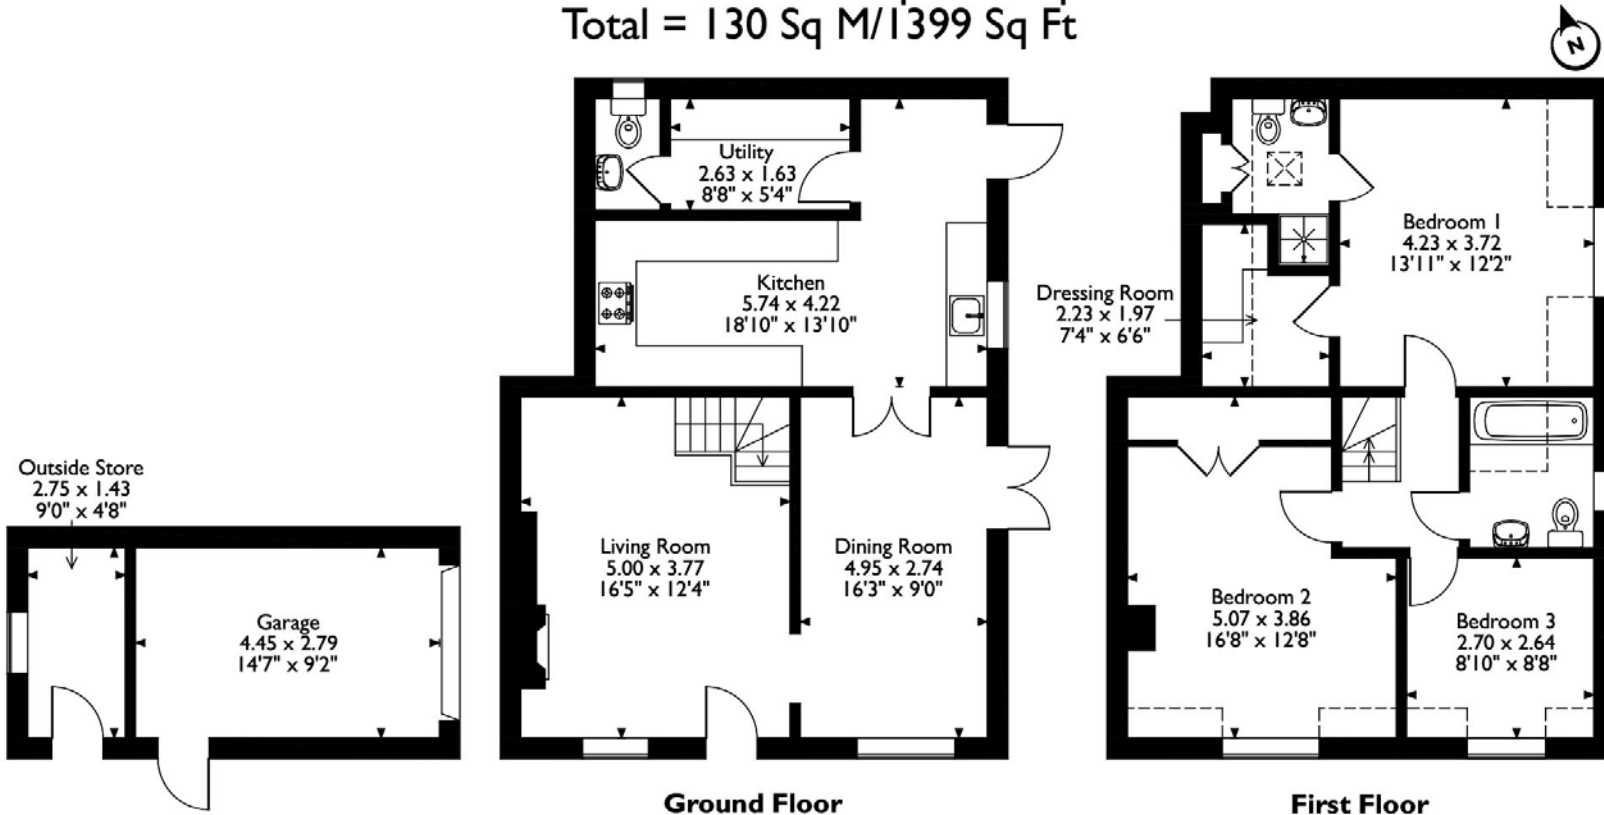 Total = 130 Sq M/1399 Sq Ft
N
Utility
2.63 x 1.63
8'8" x 5'4"
Kitchen
5.74 x 4.22
18'10" x 13'10"
Bedroom 1
4.23 x 3.72
13'11" x 12'2"
Dressing Room
2.23 x 1.97
7'4" x 6'6"
Outside Store
2.75 x 1.43
9'0" x 4'8"
Garage
4.45 x 2.79
14'7" x 9'2"
Living Room
5.00 x 3.77
16'5" x 12'4"
Dining Room
4.95 x 2.74
16'3" x 9'0"
Bedroom 2
5.07 x 3.86
16'8" x 12'8"
Bedroom 3
2.70 x 2.64
8'10" x 8'8"
Ground Floor
First Floor